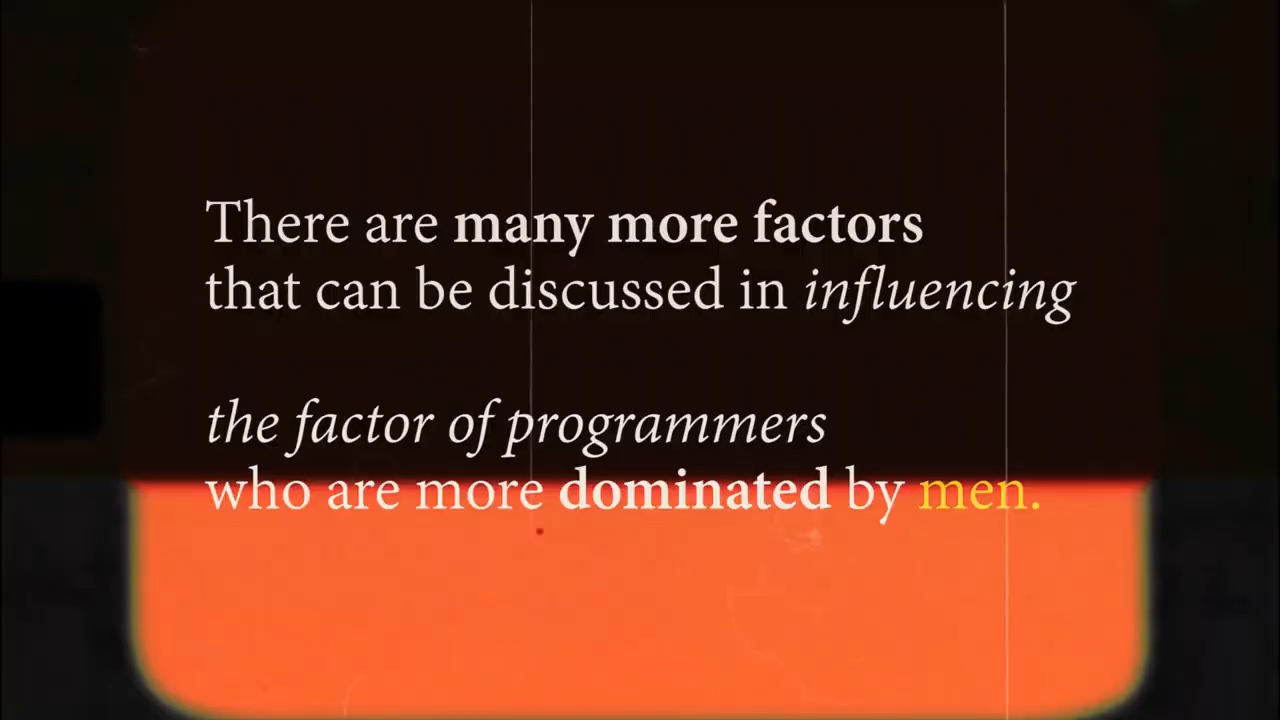 There are many more factors
that can be discussed in influencing
the factor of programmers
who are more dominated by men.